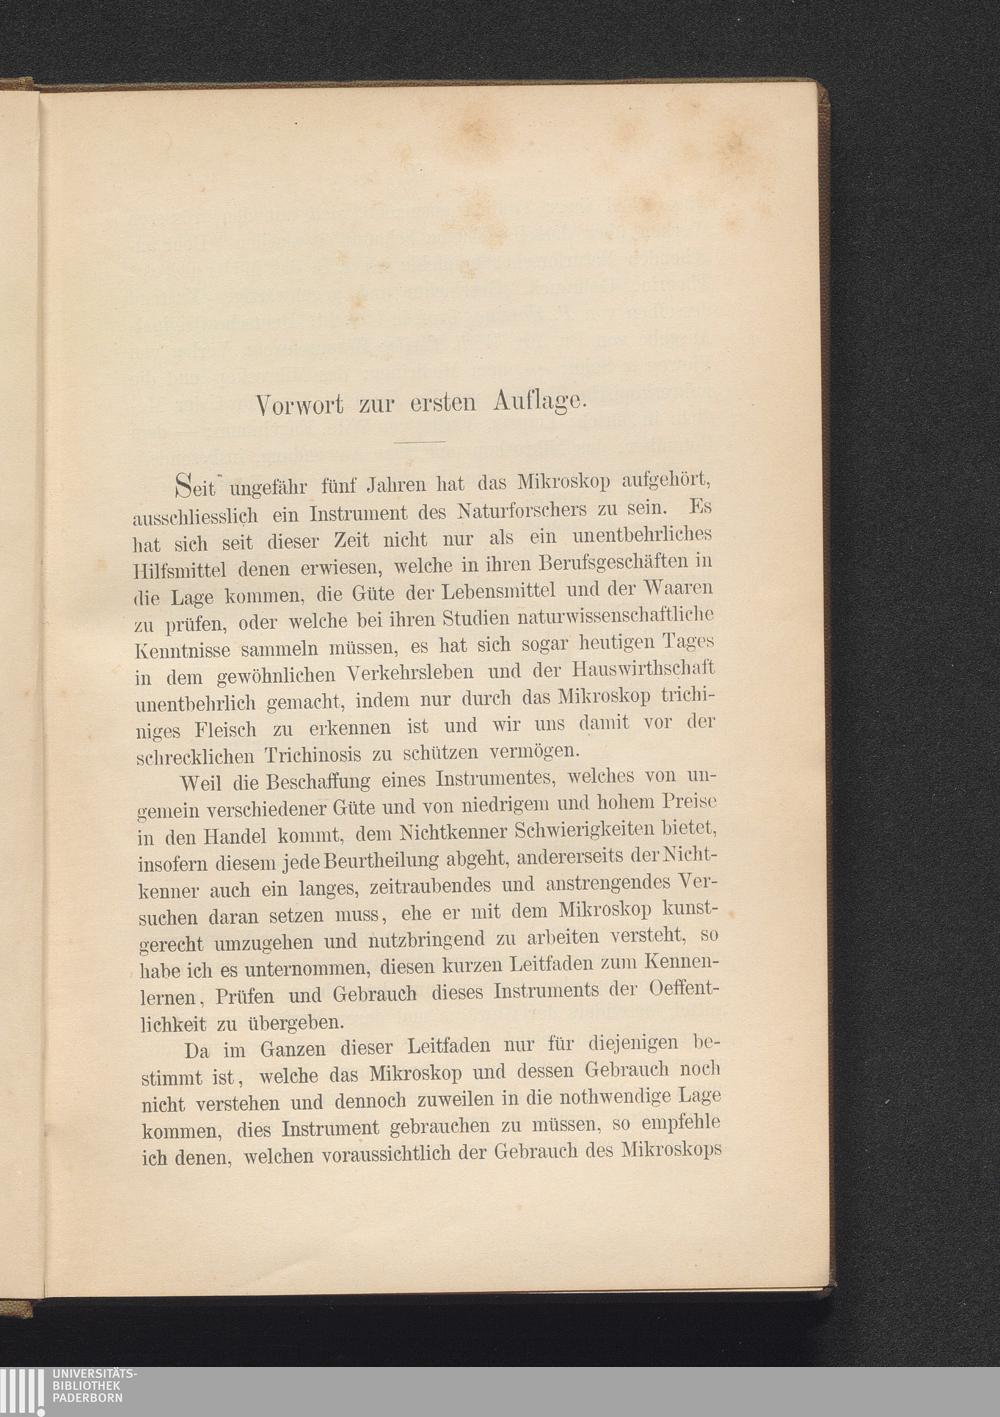 Vorwort zur ersten Auflage.
Seit ungefähr fünf Jahren hat das Mikroskop aufgehört,
ausschliesslich ein Instrument des Naturforschers zu sein. Es
hat sich seit dieser Zeit nicht nur als ein unentbehrliches
Hilfsmittel denen erwiesen, welche in ihren Berufsgeschäften in
die Lage kommen, die Güte der Lebensmittel und der Waaren
zu prüfen, oder welche bei ihren Studien naturwissenschaftliche
Kenntnisse sammeln müssen, es hat sich sogar heutigen Tages
in dem gewöhnlichen Verkehrsleben und der Hauswirthschaft
unentbehrlich gemacht, indem nur durch das Mikroskop trichi-
niges Fleisch zu erkennen ist und wir uns damit vor der
schrecklichen Trichinosis zu schützen vermögen.
Weil die Beschaffung eines Instrumentes, welches von un-
gemein verschiedener Güte und von niedrigem und hohem Preise
in den Handel kommt, dem Nichtkenner Schwierigkeiten bietet,
insofern diesem jede Beurtheilung abgeht, andererseits der Nicht-
kenner auch ein langes, zeitraubendes und anstrengendes Ver-
suchen daran setzen muss, ehe er mit dem Mikroskop kunst-
gerecht umzugehen und nutzbringend zu arbeiten versteht, so
habe ich es unternommen, diesen kurzen Leitfaden zum Kennen-
lernen, Prüfen und Gebrauch dieses Instruments der Oeffent-
lichkeit zu übergeben.
Da im Ganzen dieser Leitfaden nur für diejenigen be-
stimmt ist, welche das Mikroskop und dessen Gebrauch noch
nicht verstehen und dennoch zuweilen in die nothwendige Lage
kommen, dies Instrument gebrauchen zu müssen, so empfehle
ich denen, welchen voraussichtlich der Gebrauch des Mikroskops
UNIVERSITÄTS-
BIBLIOTHEK
PADERBORN